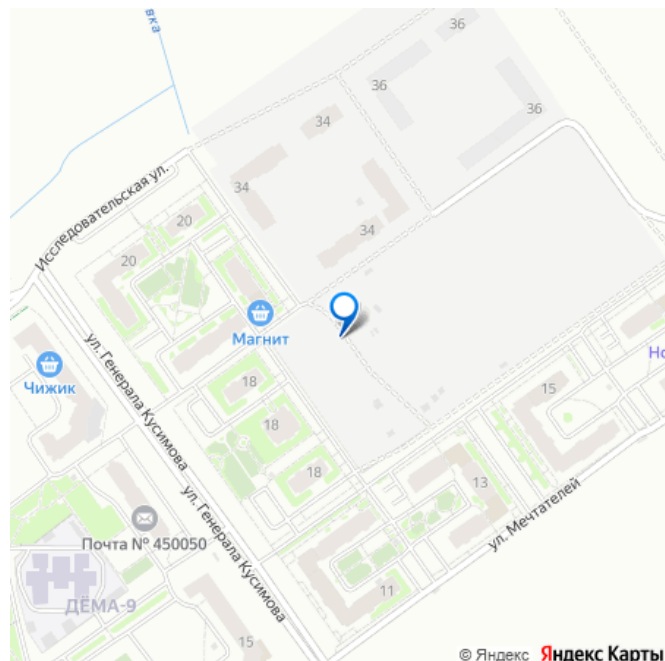 вка
36
36
36
34
34
34
Исследовательская ул.
20
20
Магнит
Чижик
ул. Генерала Кусимова
18
18
18
Но
15
13
ул. Генерала Кусимова
ул. Мечтателей
Почта № 450050
ДЁМА-9
11
15
© Яндекс Яндекс Карты